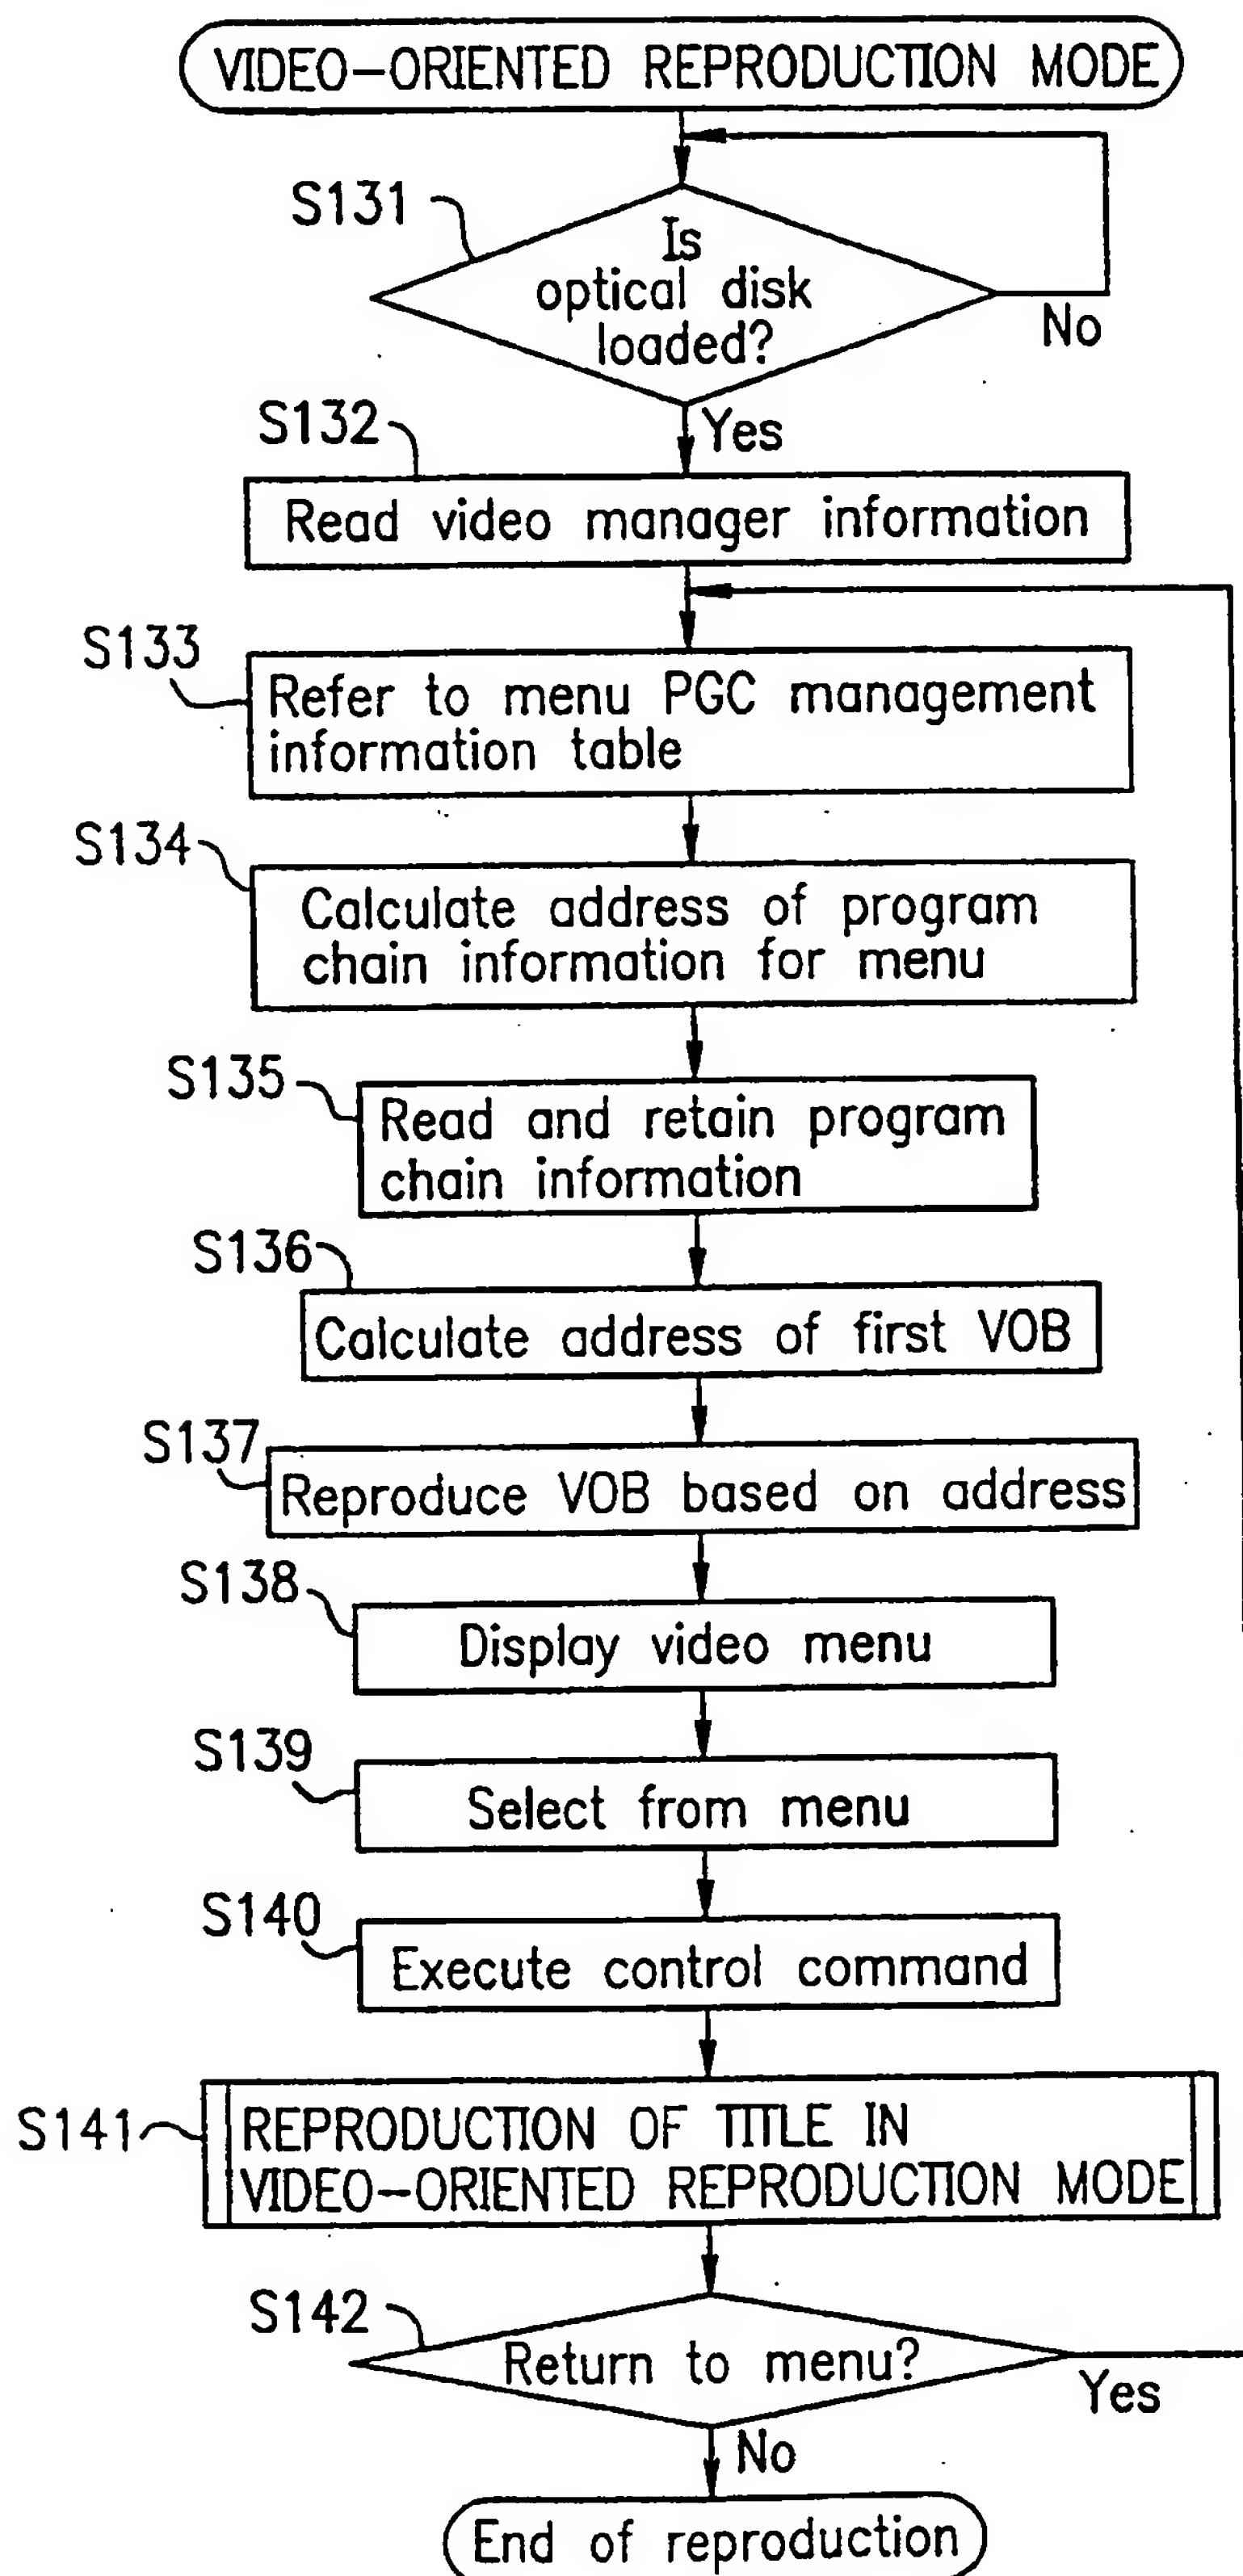 VIDEO-ORIENTED REPRODUCTION MODE
S131
Is
optical disk
loaded?
No
Yes
S132
Read video manager information
S133
Refer to menu PGC management
information table
S134
Calculate address of program
chain information for menu
S135
Read and retain program
chain information
S136
Calculate address of first VOB
S137
Reproduce VOB based on address
S138
Display video menu
S139
Select from menu
S140
Execute control command
S141
REPRODUCTION OF TITLE IN
VIDEO-ORIENTED REPRODUCTION MODE
S142
Return to menu?
Yes
No
End of reproduction